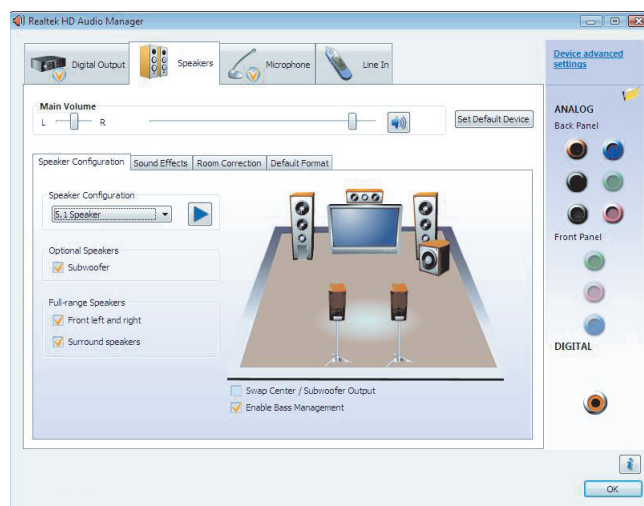 Realtek HD Audio Manager
Digital Output
Speakers
Microphone
Line In
Device advanced settings
Main Volume
L
R
Set Default Device
Speaker Configuration
Sound Effects
Room Correction
Default Format
Speaker Configuration
5.1 Speaker
Optional Speakers
Subwoofer
Full-range Speakers
Front left and right
Surround speakers
Swap Center / Subwoofer Output
Enable Bass Management
ANALOG
Back Panel
Front Panel
DIGITAL
i
OK